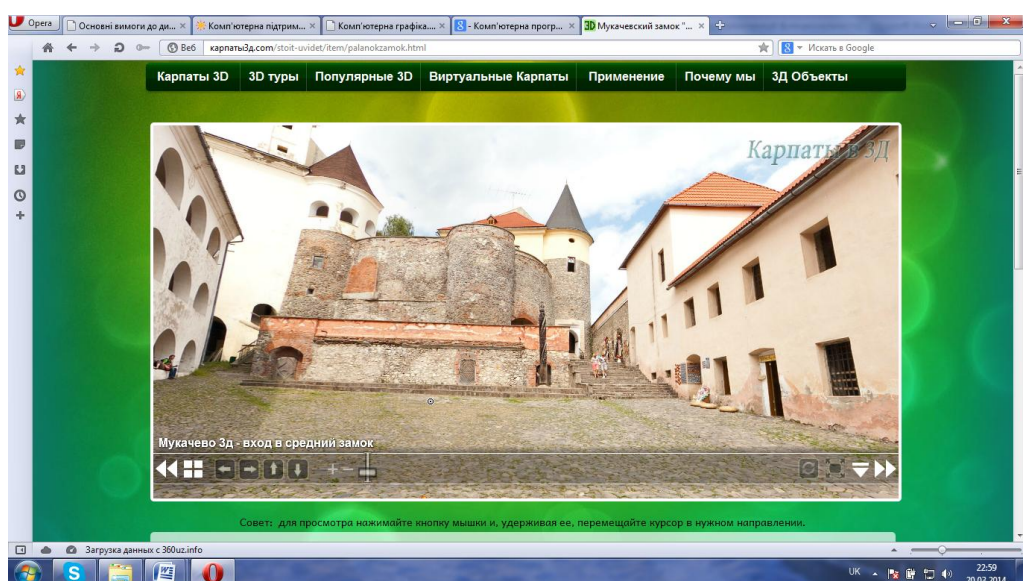 Opera
Основні вимоги до ди...
Комп'ютерна підтрим...
Комп'ютерна графіка....
- Комп'ютерна прогр...
3D Мукачевский замок "...
Веб
карпаты3д.com/stoit-uvidet/item/palanokzamok.html
Искать в Google
Карпаты 3D
3D туры
Популярные 3D
Виртуальные Карпаты
Применение
Почему мы
3Д Объекты
Карпаты в 3Д
Мукачево 3д - вход в средний замок
Совет: для просмотра нажимайте кнопку мышки и, удерживая ее, перемещайте курсор в нужном направлении.
Загрузка данных с 360uz.info
UK
22:59
20.03.2014